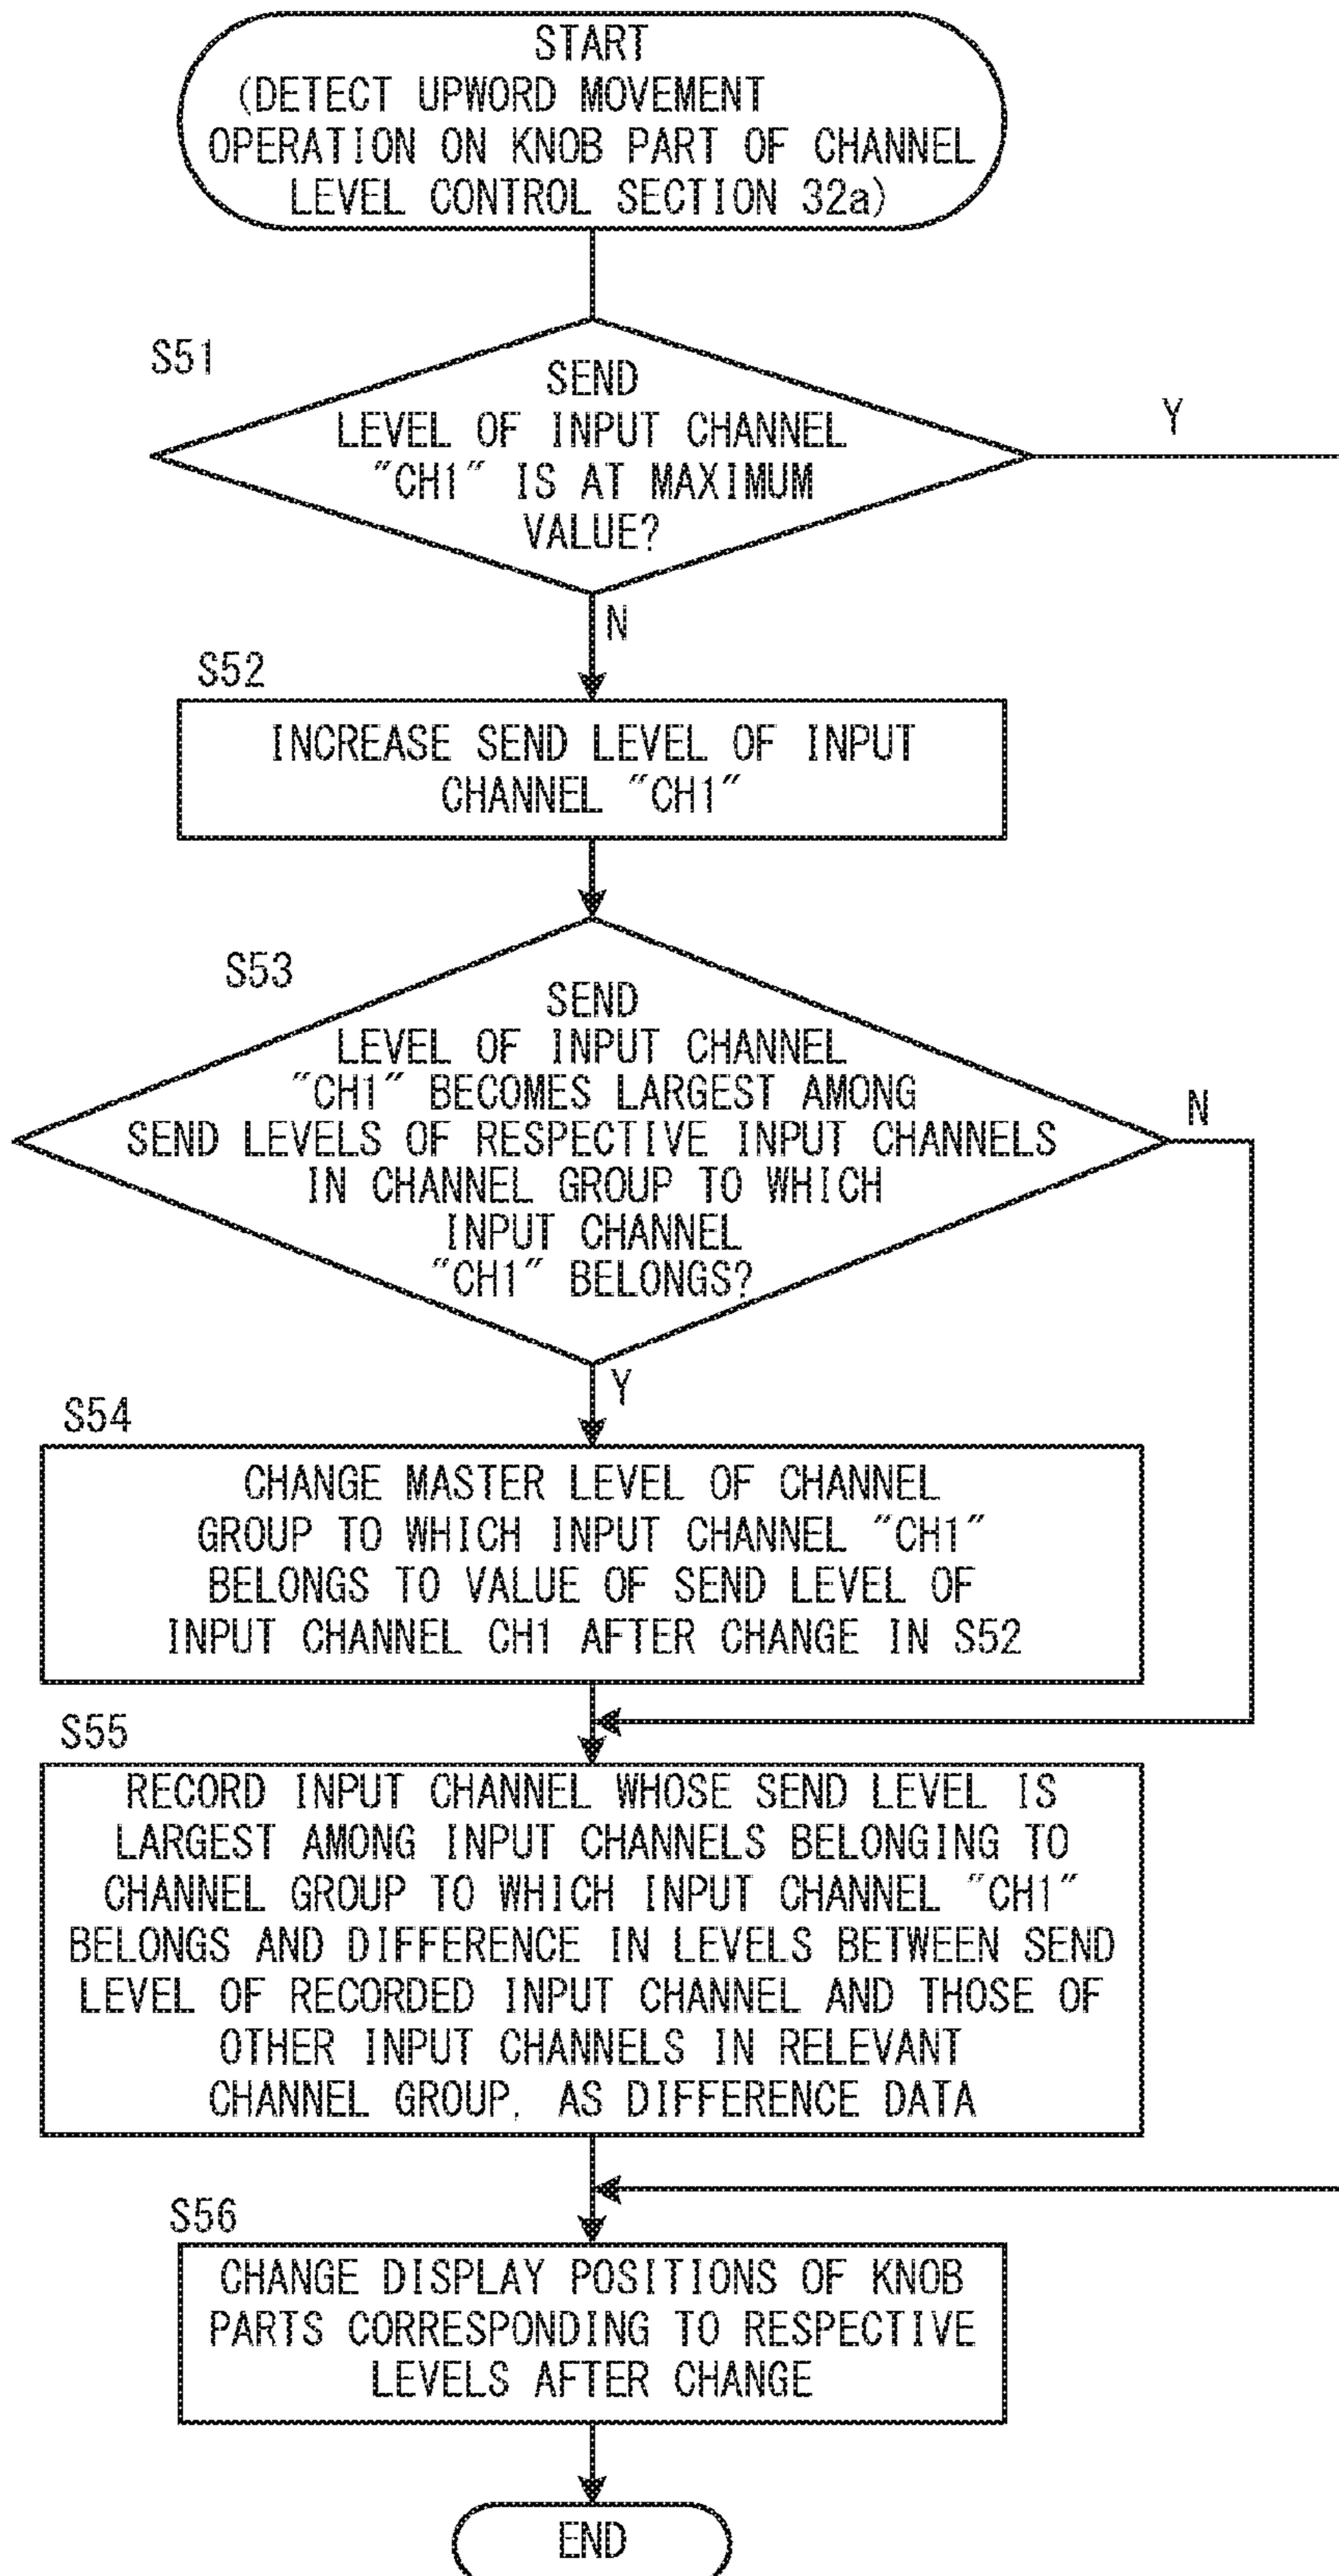 START
(DETECT UPWORD MOVEMENT
OPERATION ON KNOB PART OF CHANNEL
LEVEL CONTROL SECTION 32a)
S51
SEND
LEVEL OF INPUT CHANNEL
"CH1" IS AT MAXIMUM
VALUE?
Y
N
S52
INCREASE SEND LEVEL OF INPUT
CHANNEL "CH1"
S53
SEND
LEVEL OF INPUT CHANNEL
"CH1" BECOMES LARGEST AMONG
SEND LEVELS OF RESPECTIVE INPUT CHANNELS
IN CHANNEL GROUP TO WHICH
INPUT CHANNEL
"CH1" BELONGS?
N
Y
S54
CHANGE MASTER LEVEL OF CHANNEL
GROUP TO WHICH INPUT CHANNEL "CH1"
BELONGS TO VALUE OF SEND LEVEL OF
INPUT CHANNEL CH1 AFTER CHANGE IN S52
S55
RECORD INPUT CHANNEL WHOSE SEND LEVEL IS
LARGEST AMONG INPUT CHANNELS BELONGING TO
CHANNEL GROUP TO WHICH INPUT CHANNEL "CH1"
BELONGS AND DIFFERENCE IN LEVELS BETWEEN SEND
LEVEL OF RECORDED INPUT CHANNEL AND THOSE OF
OTHER INPUT CHANNELS IN RELEVANT
CHANNEL GROUP, AS DIFFERENCE DATA
S56
CHANGE DISPLAY POSITIONS OF KNOB
PARTS CORRESPONDING TO RESPECTIVE
LEVELS AFTER CHANGE
END